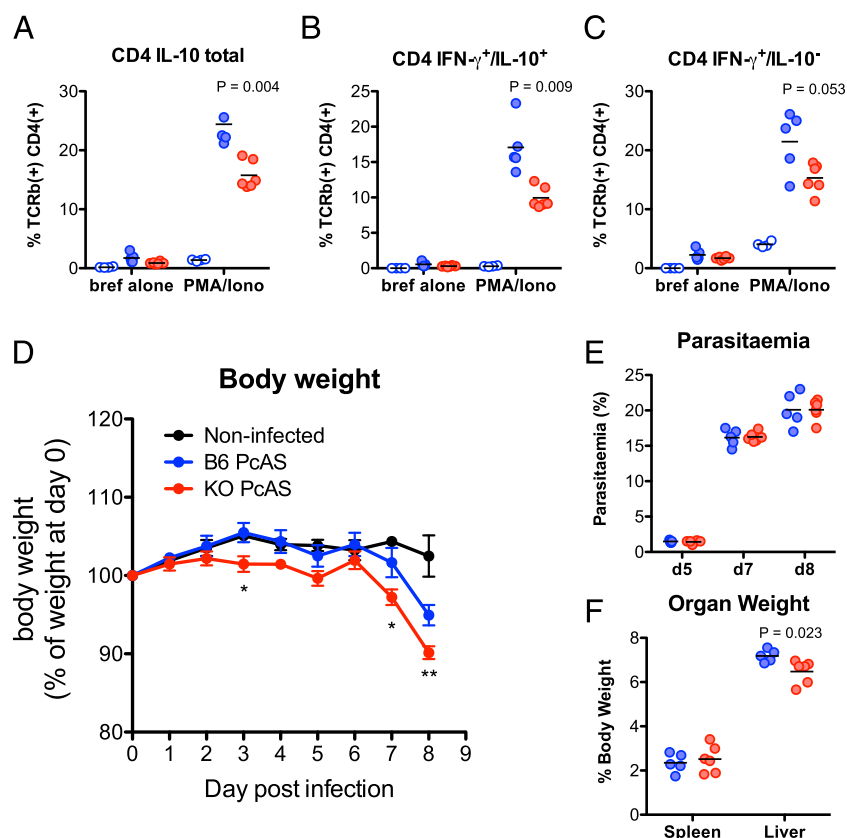 A
CD4 IL-10 total
% TCRb(+) CD4(+)
30
20
10
0
P = 0.004
bref alone
PMA/Iono
B
CD4 IFN-γ⁺/IL-10⁺
% TCRb(+) CD4(+)
25
20
15
10
5
0
P = 0.009
bref alone
PMA/Iono
C
CD4 IFN-γ⁺/IL-10⁻
% TCRb(+) CD4(+)
30
20
10
0
P = 0.053
bref alone
PMA/Iono
D
Body weight
body weight
(% of weight at day 0)
120
110
100
90
80
Non-infected
B6 PcAS
KO PcAS
*
*
**
0 1 2 3 4 5 6 7 8 9
Day post infection
E
Parasitaemia
Parasitaemia (%)
25
20
15
10
5
0
d5 d7 d8
F
Organ Weight
% Body Weight
8
6
4
2
0
P = 0.023
Spleen Liver